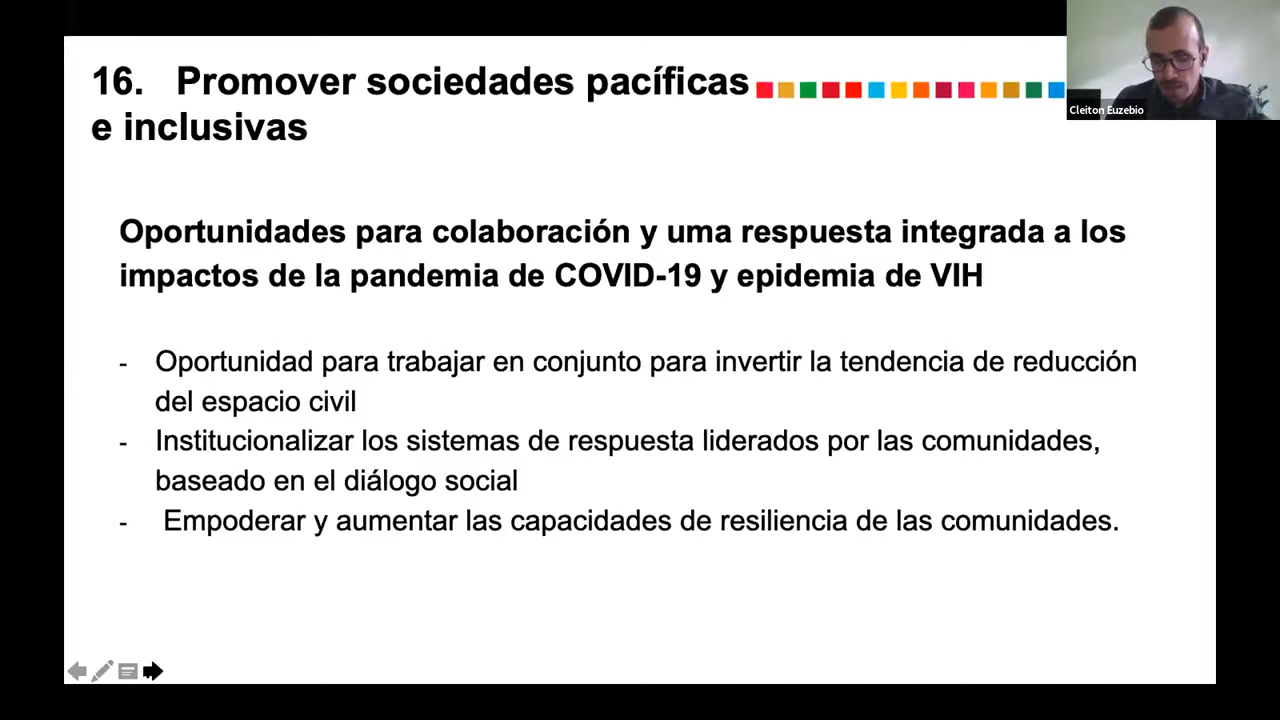 16. Promover sociedades pacíficas
e inclusivas
Cleiton Euzebio
Oportunidades para colaboración y uma respuesta integrada a los
impactos de la pandemia de COVID-19 y epidemia de VIH
- Oportunidad para trabajar en conjunto para invertir la tendencia de reducción
del espacio civil
- Institucionalizar los sistemas de respuesta liderados por las comunidades,
baseado en el diálogo social
- Empoderar y aumentar las capacidades de resiliencia de las comunidades.